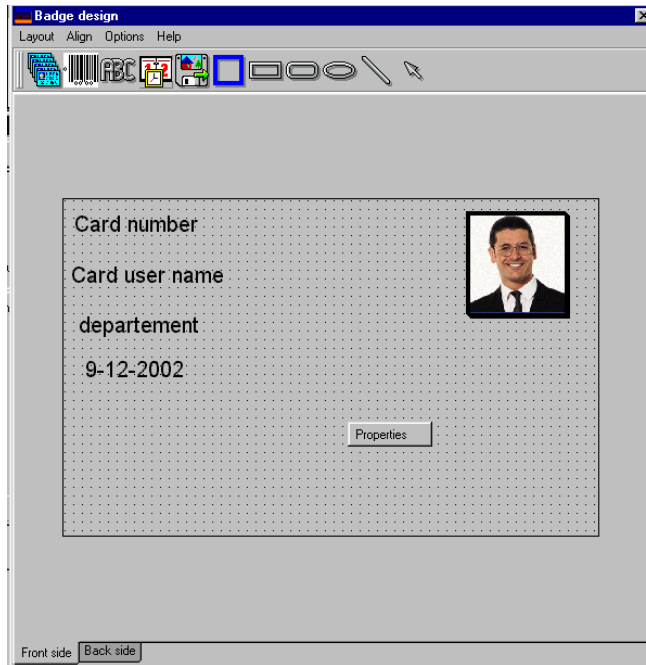 Badge design
Layout Align Options Help
ABC
Card number
Card user name
departement
9-12-2002
Properties
Front side Back side